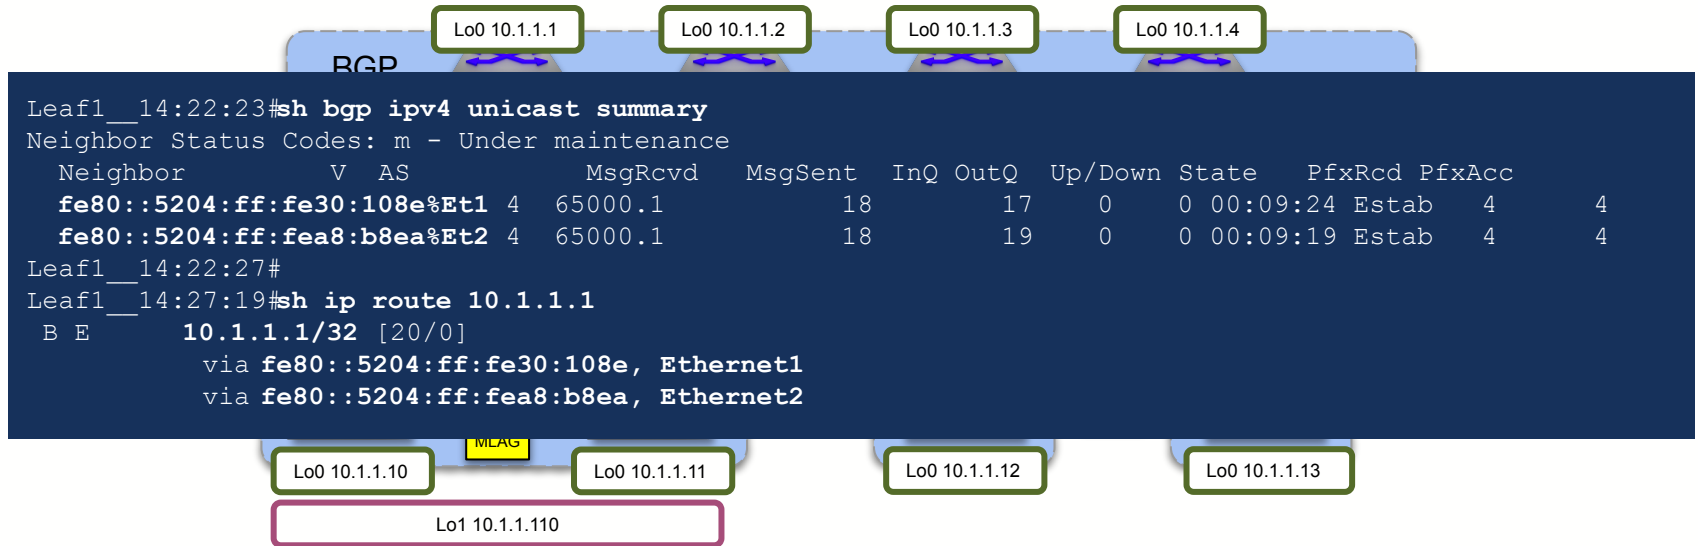 Lo0 10.1.1.1 Lo0 10.1.1.2 Lo0 10.1.1.3 Lo0 10.1.1.4
BGP
Leaf1__14:22:23#sh bgp ipv4 unicast summary
Neighbor Status Codes: m - Under maintenance
Neighbor V AS MsgRcvd MsgSent InQ OutQ Up/Down State PfxRcd PfxAcc
fe80::5204:ff:fe30:108e%Et1 4 65000.1 18 17 0 0 00:09:24 Estab 4 4
fe80::5204:ff:fea8:b8ea%Et2 4 65000.1 18 19 0 0 00:09:19 Estab 4 4
Leaf1__14:22:27#
Leaf1__14:27:19#sh ip route 10.1.1.1
B E 10.1.1.1/32 [20/0]
via fe80::5204:ff:fe30:108e, Ethernet1
via fe80::5204:ff:fea8:b8ea, Ethernet2
MLAG
Lo0 10.1.1.10 Lo0 10.1.1.11 Lo0 10.1.1.12 Lo0 10.1.1.13
Lo1 10.1.1.110